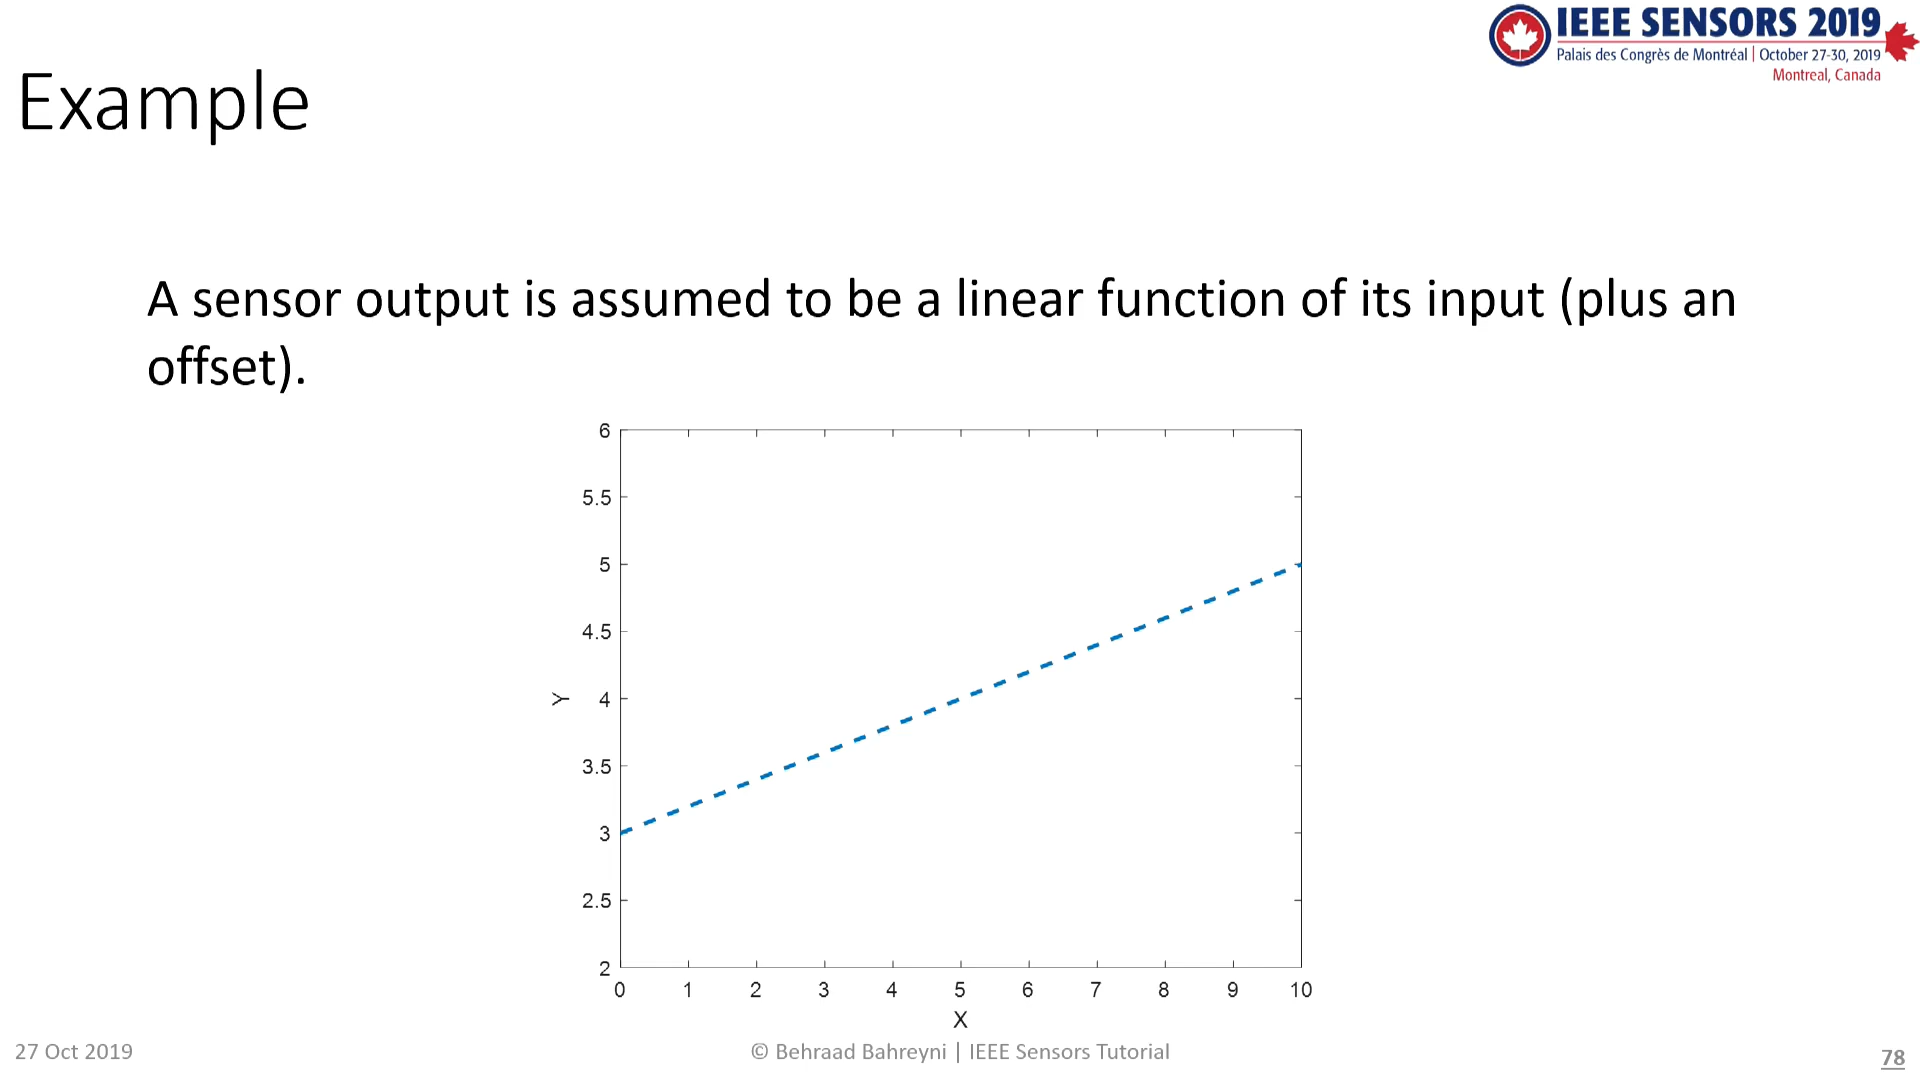 IEEE SENSORS 2019
Palais des Congrès de Montréal | October 27-30, 2019
Montreal, Canada
Example
A sensor output is assumed to be a linear function of its input (plus an
offset).
6
5.5
5
4.5
4
3.5
3
2.5
2
Y
0 1 2 3 4 5 6 7 8 9 10
X
27 Oct 2019
© Behraad Bahreyni | IEEE Sensors Tutorial
78